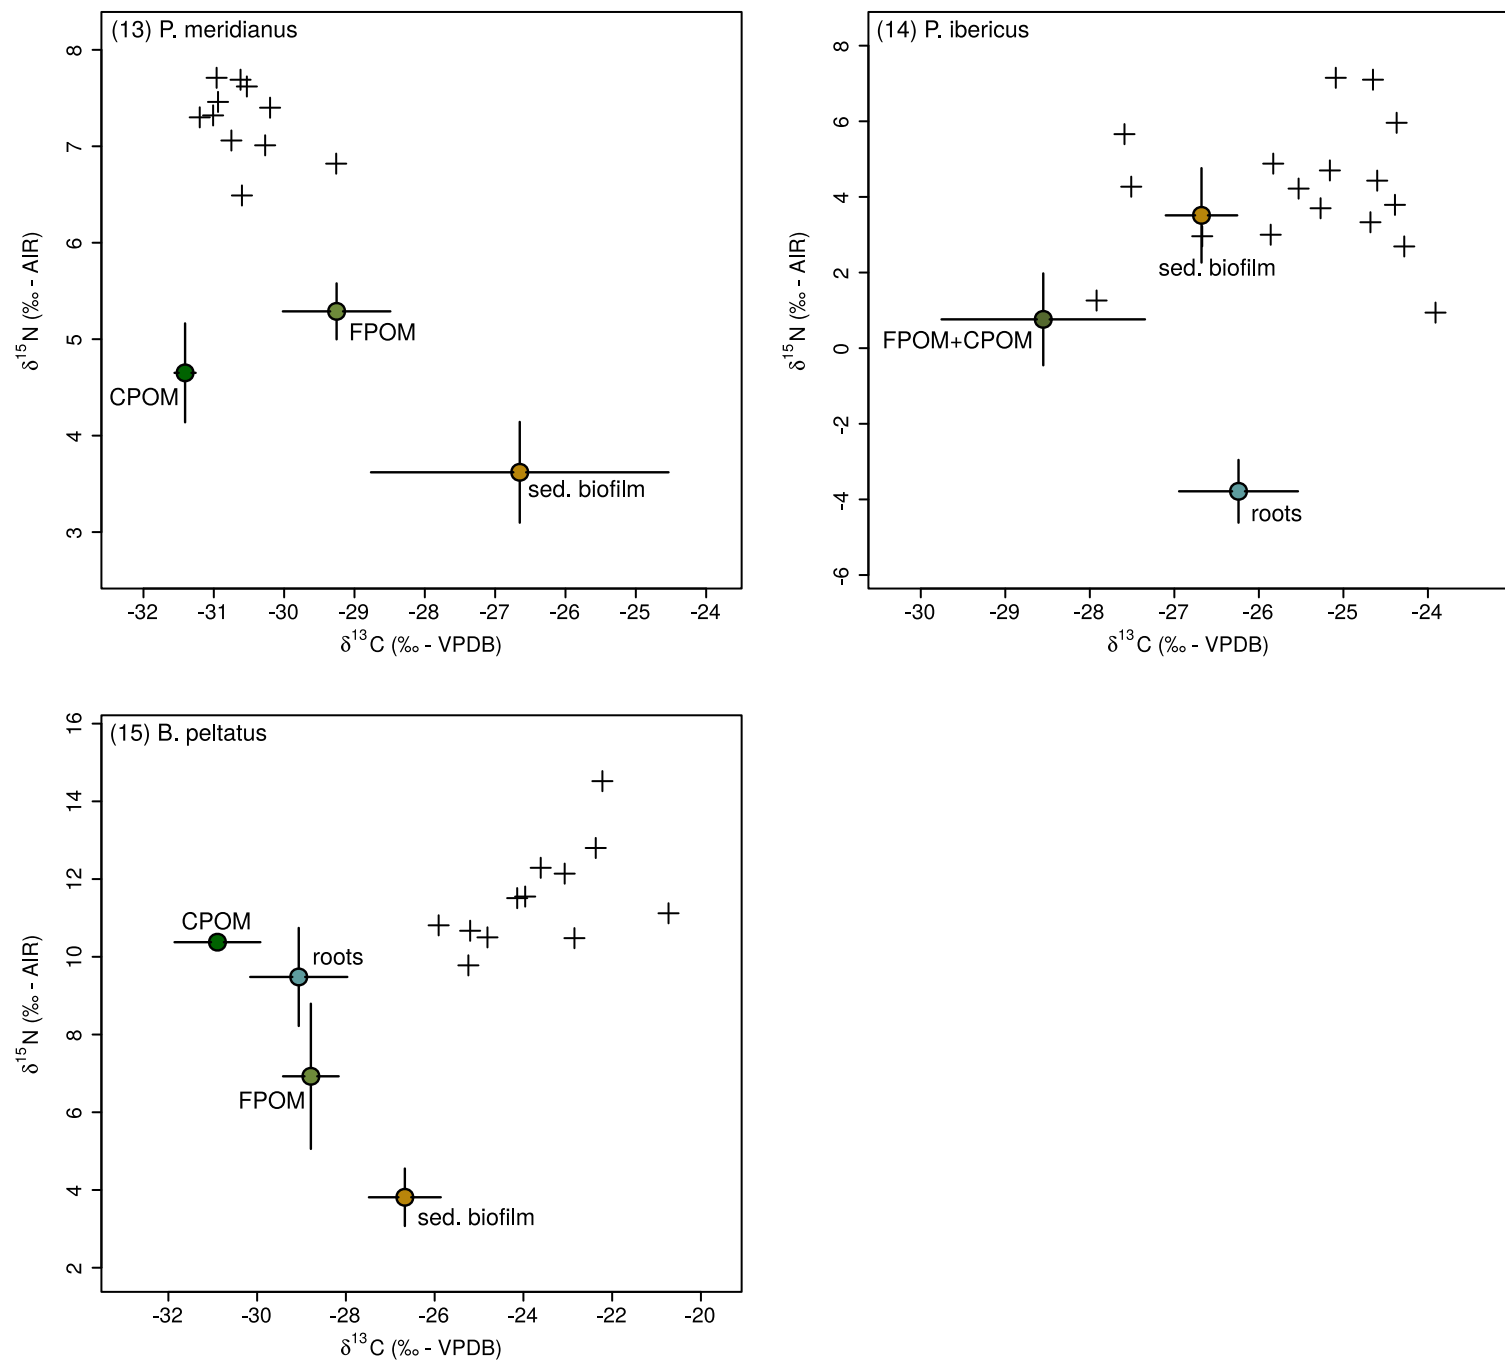 (13) P. meridianus
8
7
6
5
4
3
δ15N (‰ - AIR)
FPOM
CPOM
sed. biofilm
-32 -31 -30 -29 -28 -27 -26 -25 -24
δ13C (‰ - VPDB)
(14) P. ibericus
8
6
4
2
0
-2
-4
-6
δ15N (‰ - AIR)
sed. biofilm
FPOM+CPOM
roots
-30 -29 -28 -27 -26 -25 -24
δ13C (‰ - VPDB)
(15) B. peltatus
16
14
12
10
8
6
4
2
δ15N (‰ - AIR)
CPOM
roots
FPOM
sed. biofilm
-32 -30 -28 -26 -24 -22 -20
δ13C (‰ - VPDB)